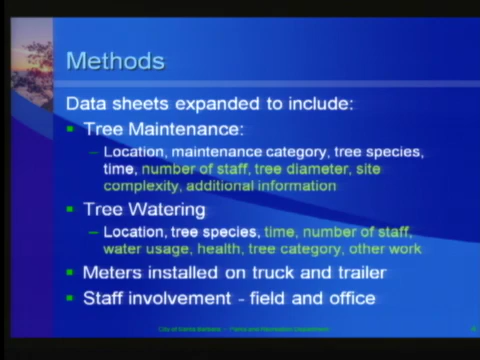 Methods
Data sheets expanded to include:
Tree Maintenance:
– Location, maintenance category, tree species,
time, number of staff, tree diameter, site
complexity, additional information
Tree Watering
– Location, tree species, time, number of staff,
water usage, health, tree category, other work
Meters installed on truck and trailer
Staff involvement - field and office
City of Santa Barbara - Parks and Recreation Department